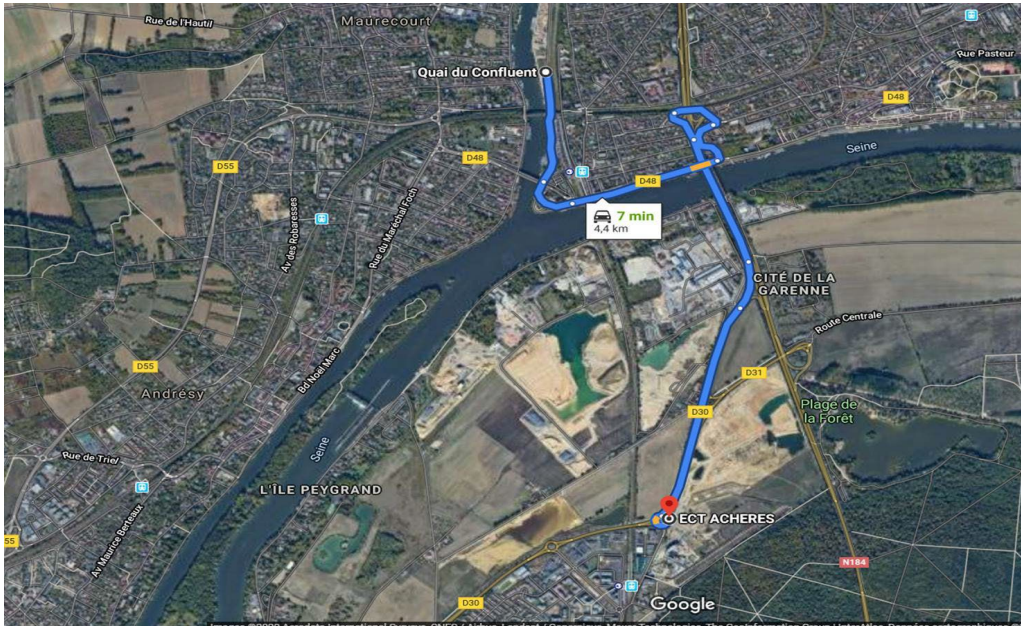 Rue de l'Hautil
Maurecourt
Rue Pasteur
Quai du Confluent
D48
D48
D55
D48
Seine
Av des Robaresses
Rue du Maréchal Foch
7 min
4,4 km
CITÉ DE LA
GARENNE
Route Centrale
D55
Bd Noël Marc
D31
Andrésy
D30
Plage de
la Forêt
Seine
Rue de Triel
L'ÎLE PEYGRAND
ECT ACHERES
55
Av Maurice Berteaux
N184
D30
Google